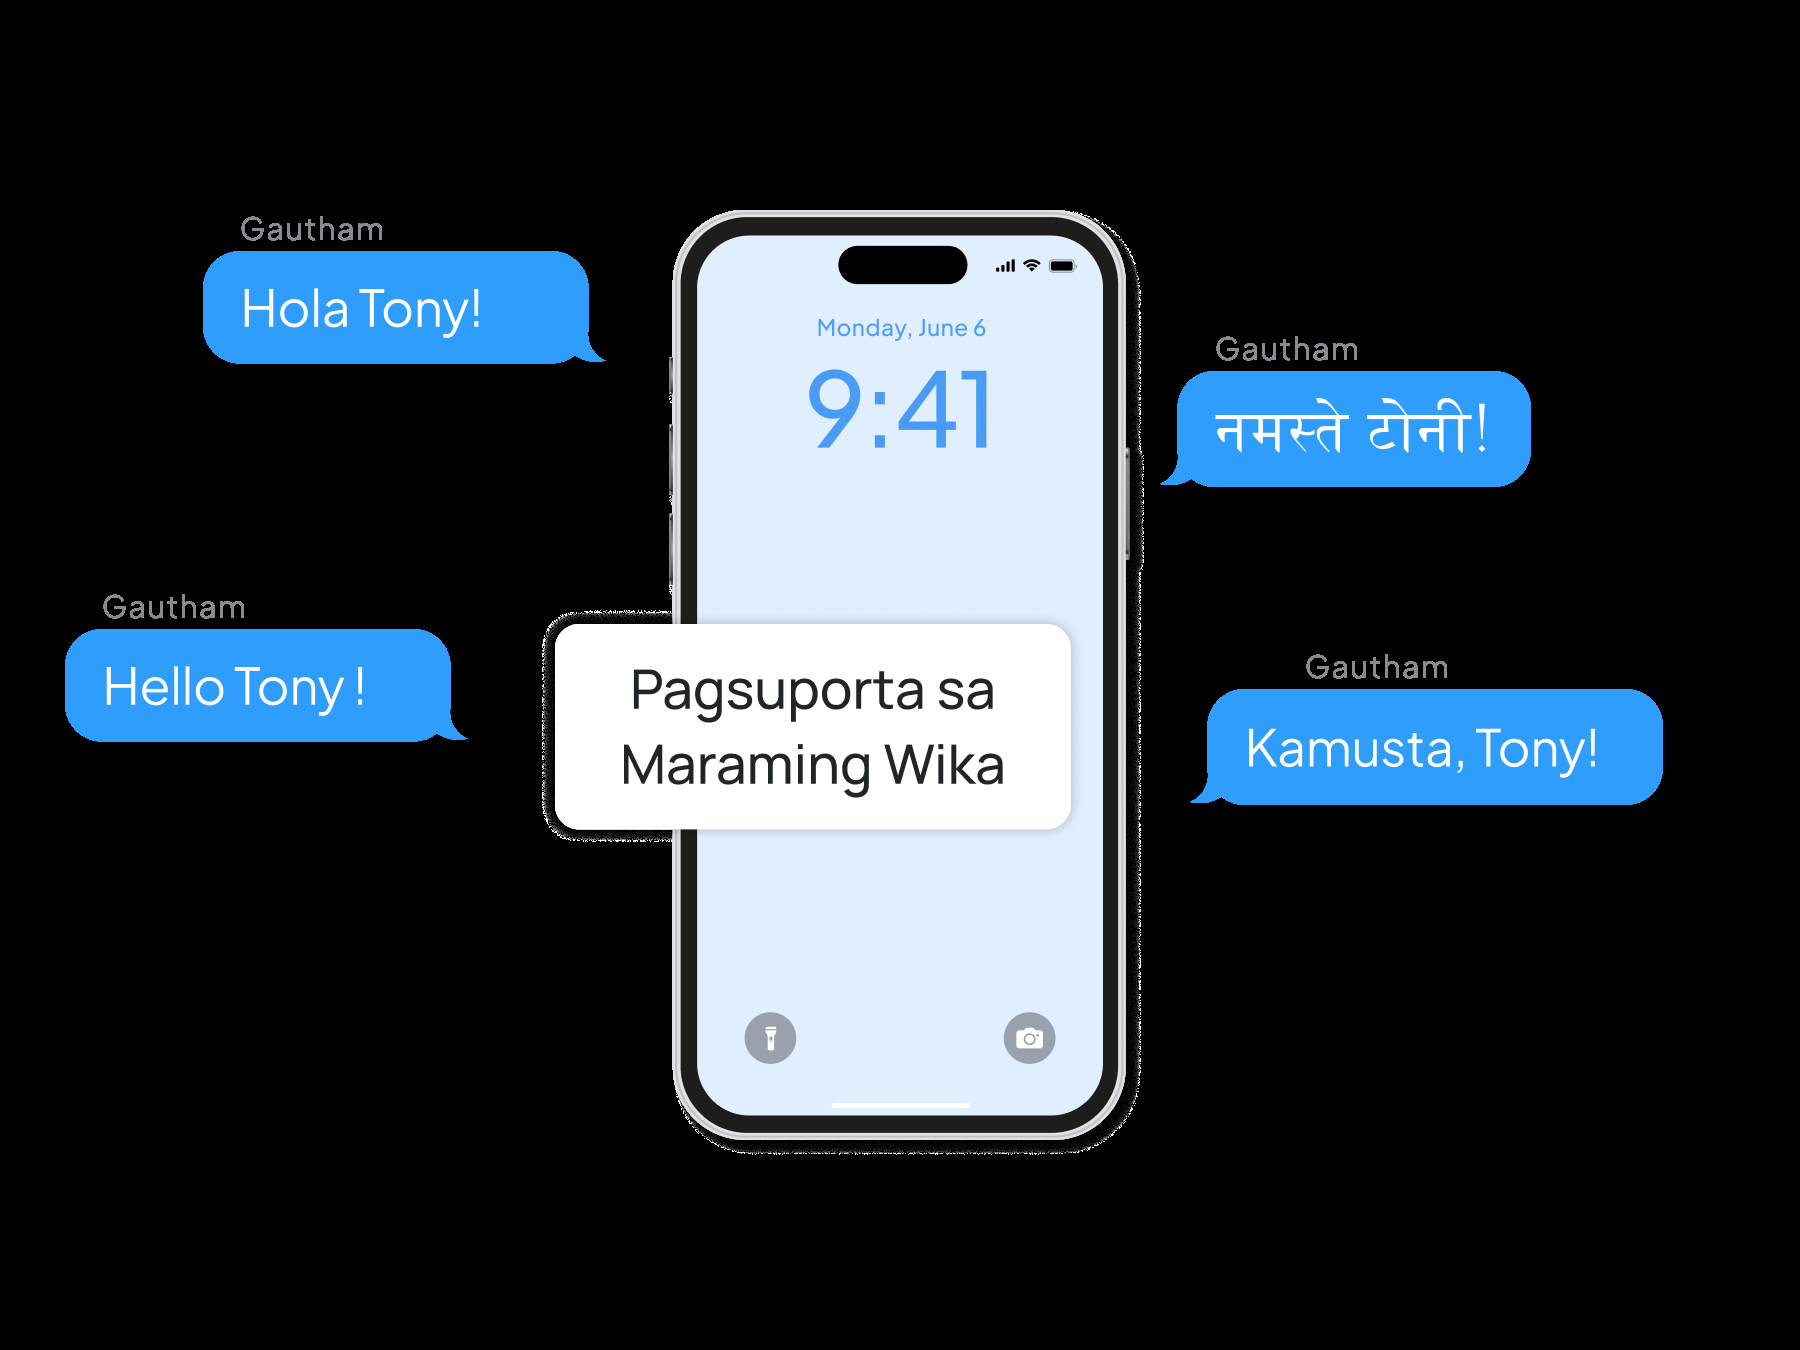 Gautham
Hola Tony!
Monday, June 6
9:41
Gautham
नमस्ते टोनी!
Gautham
Hello Tony !
Pagsuporta sa
Maraming Wika
Gautham
Kamusta, Tony!